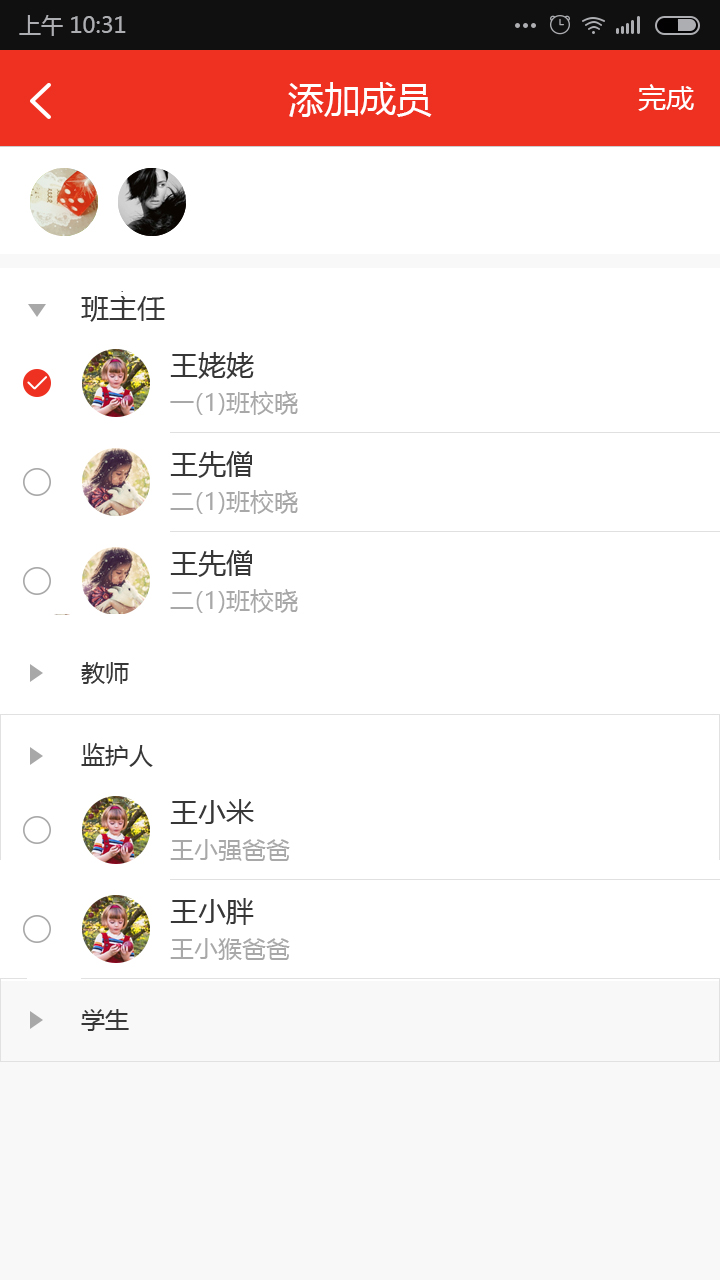 上午 10:31
添加成员
完成
班主任
王姥姥
一(1)班校晓
王先僧
二(1)班校晓
王先僧
二(1)班校晓
教师
监护人
王小米
王小强爸爸
王小胖
王小猴爸爸
学生